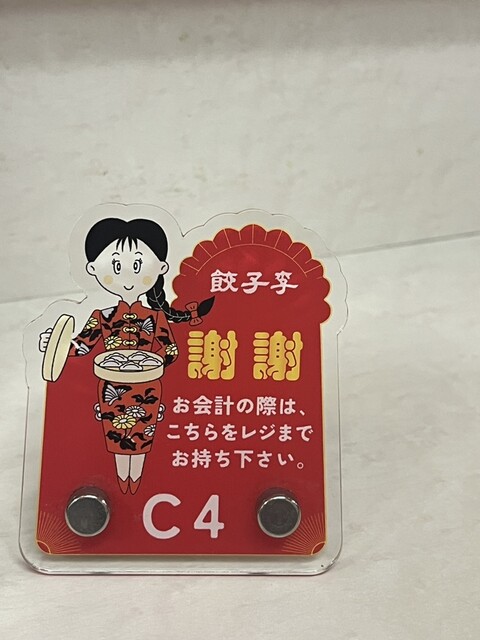 餃子李
謝謝
お会計の際は、
こちらをレジまで
お持ち下さい。
C4